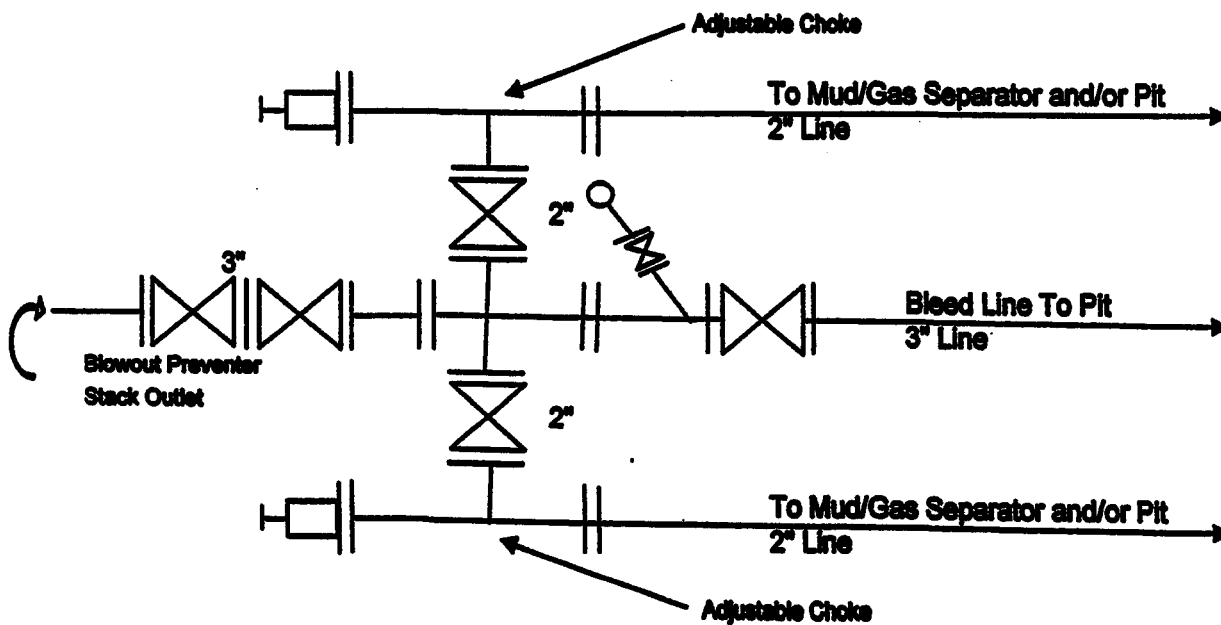 Adjustable Choke
To Mud/Gas Separator and/or Pit
2" Line
2"
3"
Bleed Line To Pit
3" Line
Blowout Preventer
Stack Outlet
2"
To Mud/Gas Separator and/or Pit
2" Line
Adjustable Choke